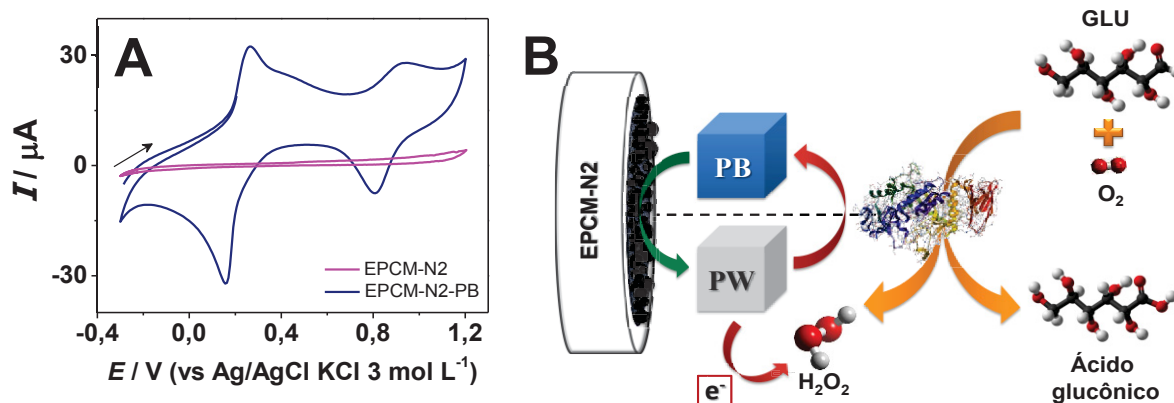 A
I / μA
30
0
-30
EPCM-N2
EPCM-N2-PB
-0,4
0,0
0,4
0,8
1,2
E / V (vs Ag/AgCl KCl 3 mol L⁻¹)
B
EPCM-N2
PB
PW
e⁻
H₂O₂
GLU
O₂
Ácido
glucônico